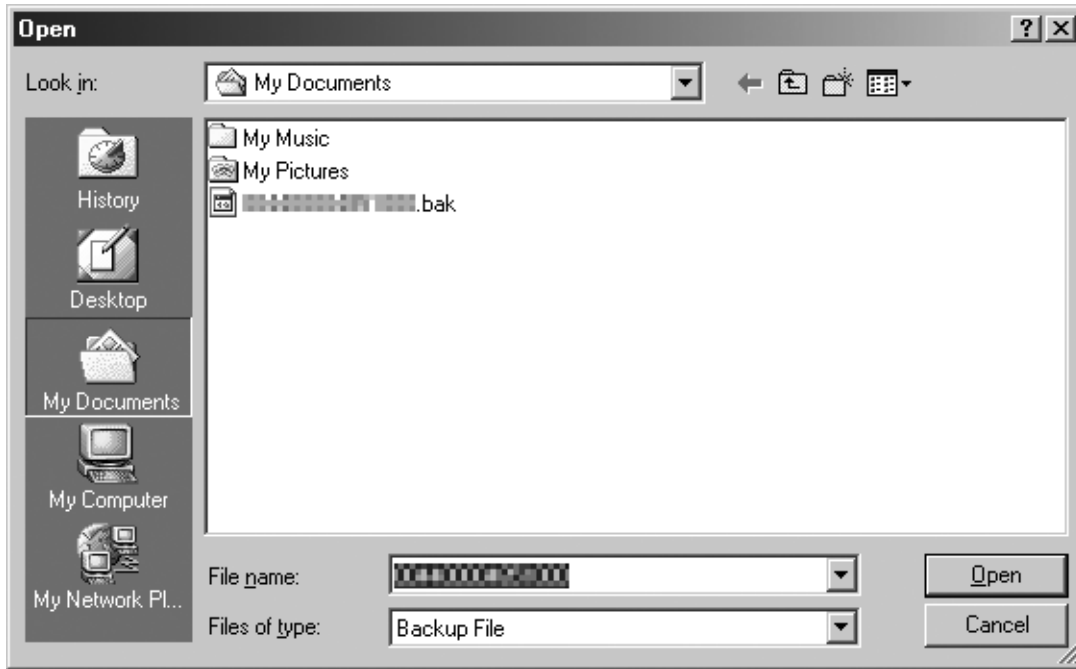 Open
Look in:
My Documents
My Music
My Pictures
.bak
History
Desktop
My Documents
My Computer
My Network Pl...
File name:
Open
Files of type:
Backup File
Cancel